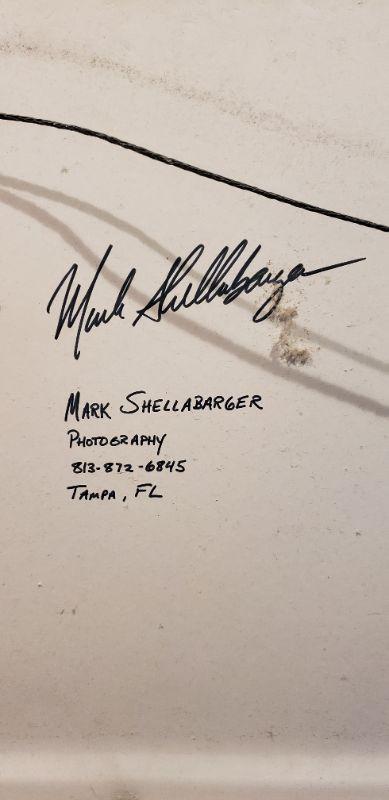 Mark Shellabarger
MARK SHELLABARGER
PHOTOGRAPHY
813-872-6845
TAMPA, FL